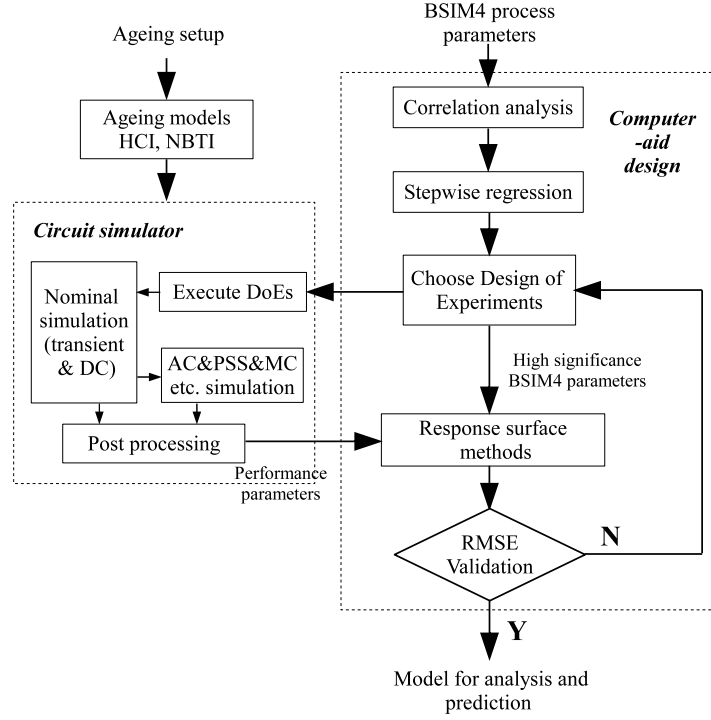 Ageing setup
Ageing models
HCI, NBTI
Circuit simulator
Nominal
simulation
(transient
& DC)
Execute DoEs
AC&PSS&MC
etc. simulation
Post processing
Performance
parameters
BSIM4 process
parameters
Computer
-aid
design
Correlation analysis
Stepwise regression
Choose Design of
Experiments
High significance
BSIM4 parameters
Response surface
methods
RMSE
Validation
N
Y
Model for analysis and
prediction